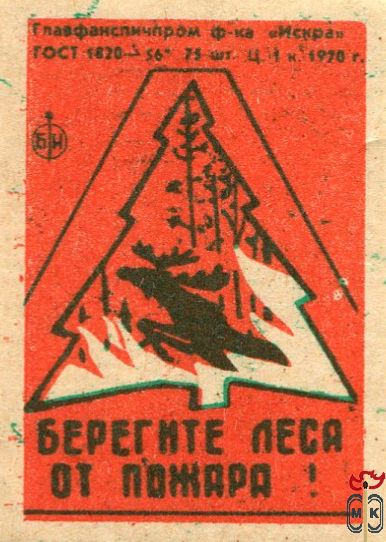 Главфанспичпром ф-ка «Искра»
ГОСТ 1820-56* 75 шт. Ц. 1 к. 1970 г.
БН
БЕРЕГИТЕ ЛЕСА
ОТ ПОЖАРА !
МК